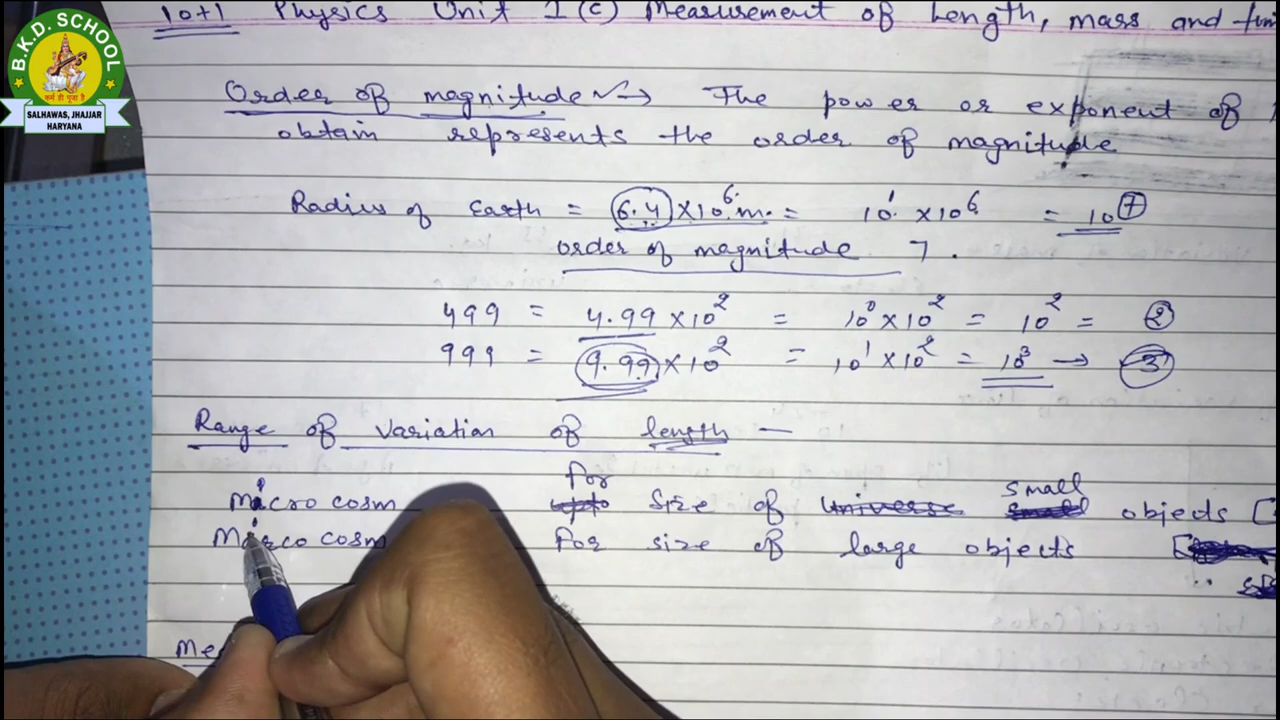 B.K.D. SCHOOL
कर्म ही पूजा है
SALHAWAS, JHAJJAR
HARYANA
10+1 Physics Unit 1(c) Measurement of Length, mass and
Order of magnitude → The power or exponent of
obtain represents the order of magnitude
Radius of Earth = 6.4 × 10⁶ m. = 10¹ × 10⁶ = 10⁷
order of magnitude 7.
499 = 4.99 × 10² = 10⁰ × 10² = 10² = 2
999 = 9.99 × 10² = 10¹ × 10² = 10³ → 3
Range of variation of length —
for small
Micro cosm size of universe objects [
cosm for size of large objects [